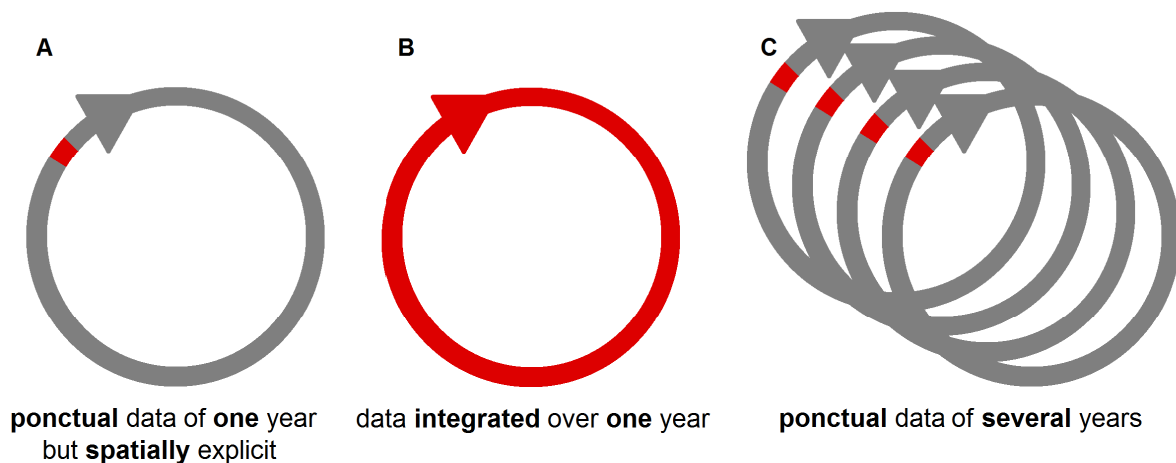 A
B
C
ponctual data of one year
but spatially explicit
data integrated over one year
ponctual data of several years